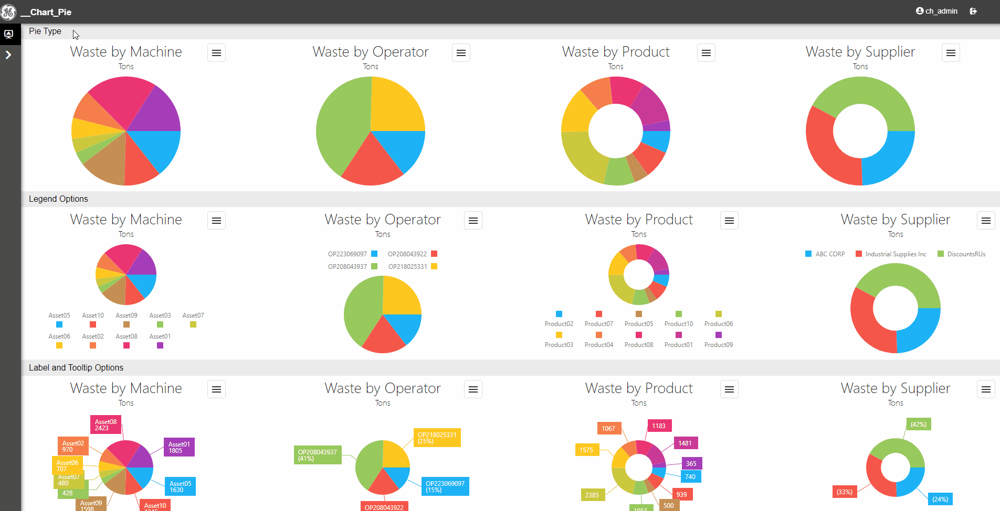 __Chart_Pie
ch_admin
Pie Type
Waste by Machine
Tons
Waste by Operator
Tons
Waste by Product
Tons
Waste by Supplier
Tons
Legend Options
Waste by Machine
Tons
Asset05 Asset10 Asset09 Asset03 Asset07
Asset06 Asset02 Asset08 Asset01
Waste by Operator
Tons
OP223069097 OP208043922
OP208043937 OP218025331
Waste by Product
Tons
Product02 Product07 Product05 Product10 Product06
Product03 Product04 Product08 Product01 Product09
Waste by Supplier
Tons
ABC CORP Industrial Supplies Inc DiscountsRUs
Label and Tooltip Options
Waste by Machine
Tons
Asset08
2423
Asset02
970
Asset01
1805
Asset06
707
Asset07
480
428
Asset05
1630
Asset09
1598
Asset10
Waste by Operator
Tons
OP218025331
(25%)
OP208043937
(41%)
OP223069097
(15%)
OP208043922
Waste by Product
Tons
1183
1067
1481
1575
365
740
939
2385
500
1051
Waste by Supplier
Tons
(42%)
(33%)
(24%)